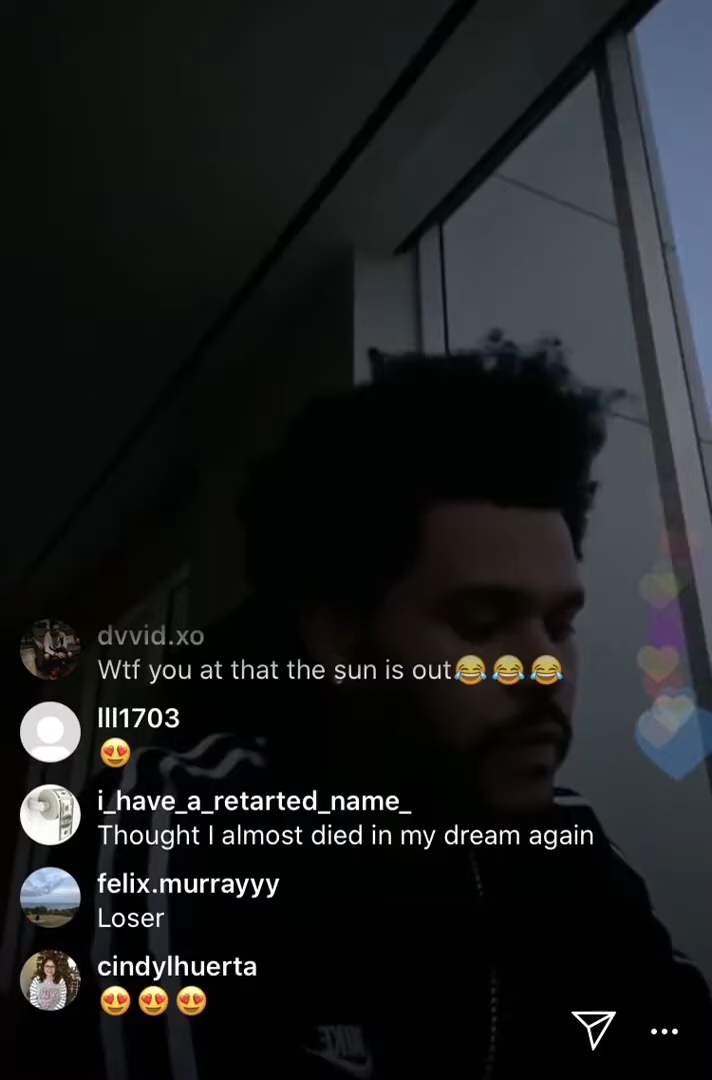 dvvid.xo
Wtf you at that the sun is out😂😂😂
lll1703
😍
i_have_a_retarted_name_
Thought I almost died in my dream again
felix.murrayyy
Loser
cindylhuerta
😍😍😍
NIKE